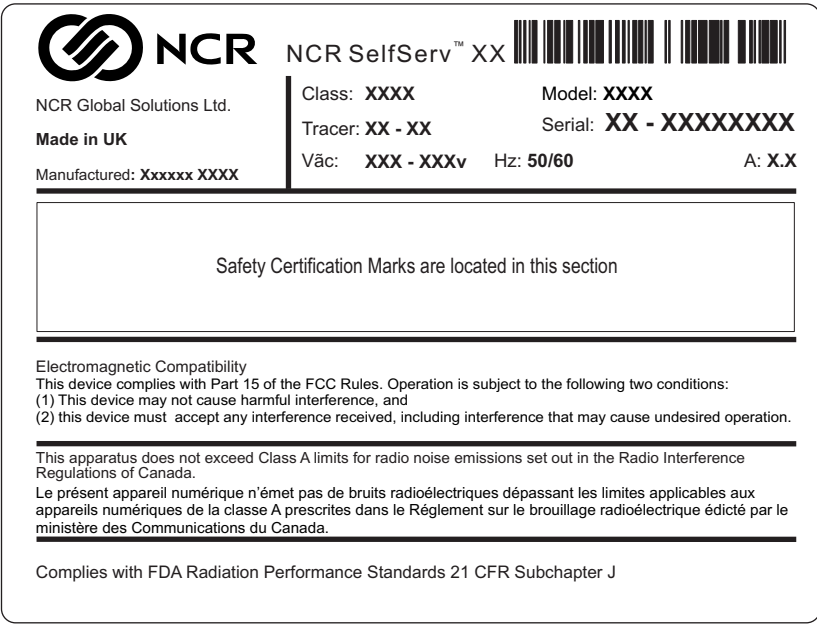 NCR
NCR SelfServ™ XX
NCR Global Solutions Ltd.
Made in UK
Manufactured: Xxxxxx XXXX
Class: XXXX Model: XXXX
Tracer: XX - XX Serial: XX - XXXXXXXX
Vãc: XXX - XXXv Hz: 50/60 A: X.X
Safety Certification Marks are located in this section
Electromagnetic Compatibility
This device complies with Part 15 of the FCC Rules. Operation is subject to the following two conditions:
(1) This device may not cause harmful interference, and
(2) this device must accept any interference received, including interference that may cause undesired operation.
This apparatus does not exceed Class A limits for radio noise emissions set out in the Radio Interference
Regulations of Canada.
Le présent appareil numérique n'émet pas de bruits radioélectriques dépassant les limites applicables aux
appareils numériques de la classe A prescrites dans le Réglement sur le brouillage radioélectrique édicté par le
ministère des Communications du Canada.
Complies with FDA Radiation Performance Standards 21 CFR Subchapter J